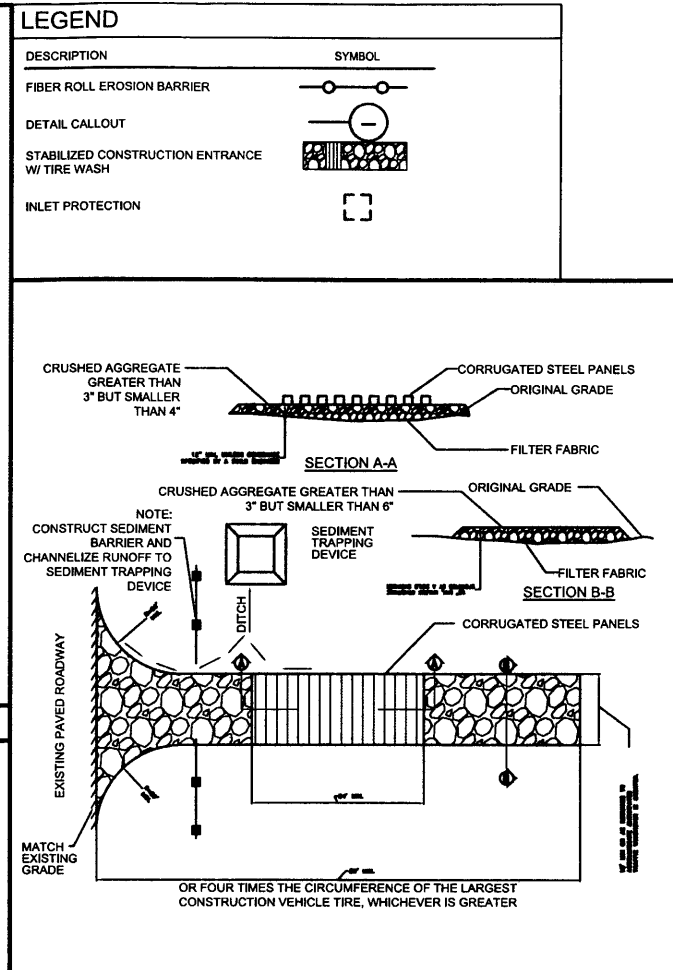 LEGEND
DESCRIPTION SYMBOL
FIBER ROLL EROSION BARRIER
DETAIL CALLOUT
STABILIZED CONSTRUCTION ENTRANCE
W/ TIRE WASH
INLET PROTECTION
CRUSHED AGGREGATE
GREATER THAN
3" BUT SMALLER
THAN 4"
CORRUGATED STEEL PANELS
ORIGINAL GRADE
FILTER FABRIC
SECTION A-A
CRUSHED AGGREGATE GREATER THAN
3" BUT SMALLER THAN 6"
ORIGINAL GRADE
NOTE:
CONSTRUCT SEDIMENT
BARRIER AND
CHANNELIZE RUNOFF TO
SEDIMENT TRAPPING
DEVICE
SEDIMENT
TRAPPING
DEVICE
FILTER FABRIC
SECTION B-B
DITCH
CORRUGATED STEEL PANELS
EXISTING PAVED ROADWAY
MATCH
EXISTING
GRADE
OR FOUR TIMES THE CIRCUMFERENCE OF THE LARGEST
CONSTRUCTION VEHICLE TIRE, WHICHEVER IS GREATER